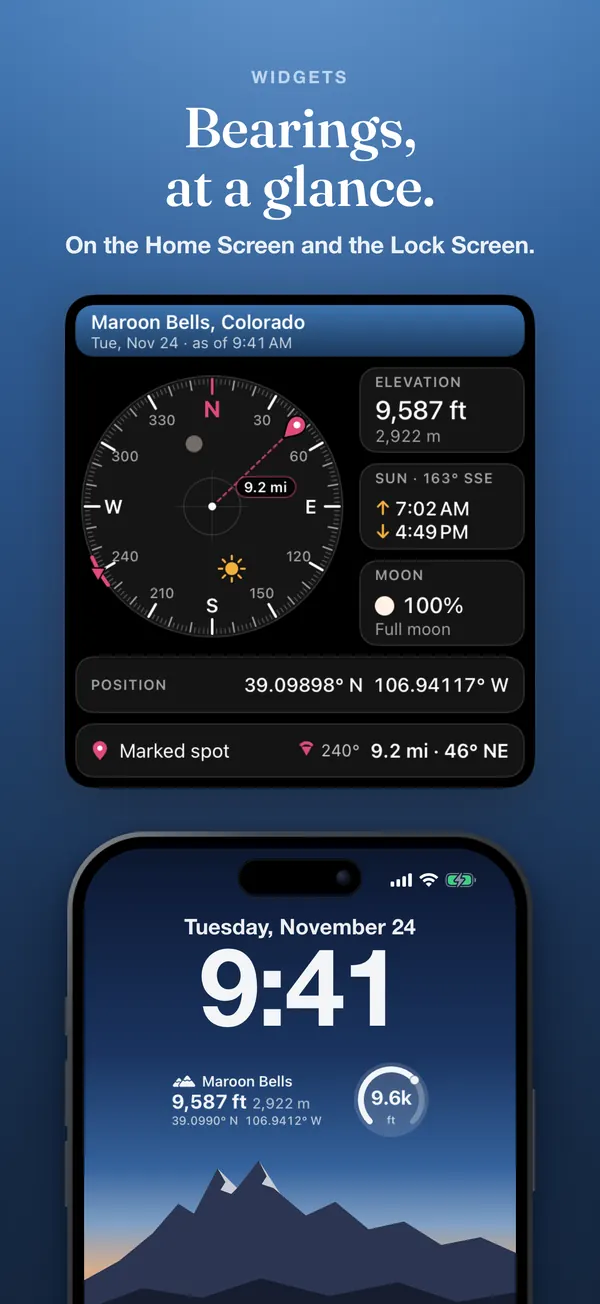 WIDGETS
Bearings,
at a glance.
On the Home Screen and the Lock Screen.
Maroon Bells, Colorado
Tue, Nov 24 · as of 9:41 AM
N
330
30
300
60
9.2 mi
W
E
240
120
210
150
S
ELEVATION
9,587 ft
2,922 m
SUN · 163° SSE
↑ 7:02 AM
↓ 4:49 PM
MOON
100%
Full moon
POSITION 39.09898° N 106.94117° W
Marked spot 240° 9.2 mi · 46° NE
Tuesday, November 24
9:41
Maroon Bells
9,587 ft 2,922 m
39.0990° N 106.9412° W
9.6k
ft